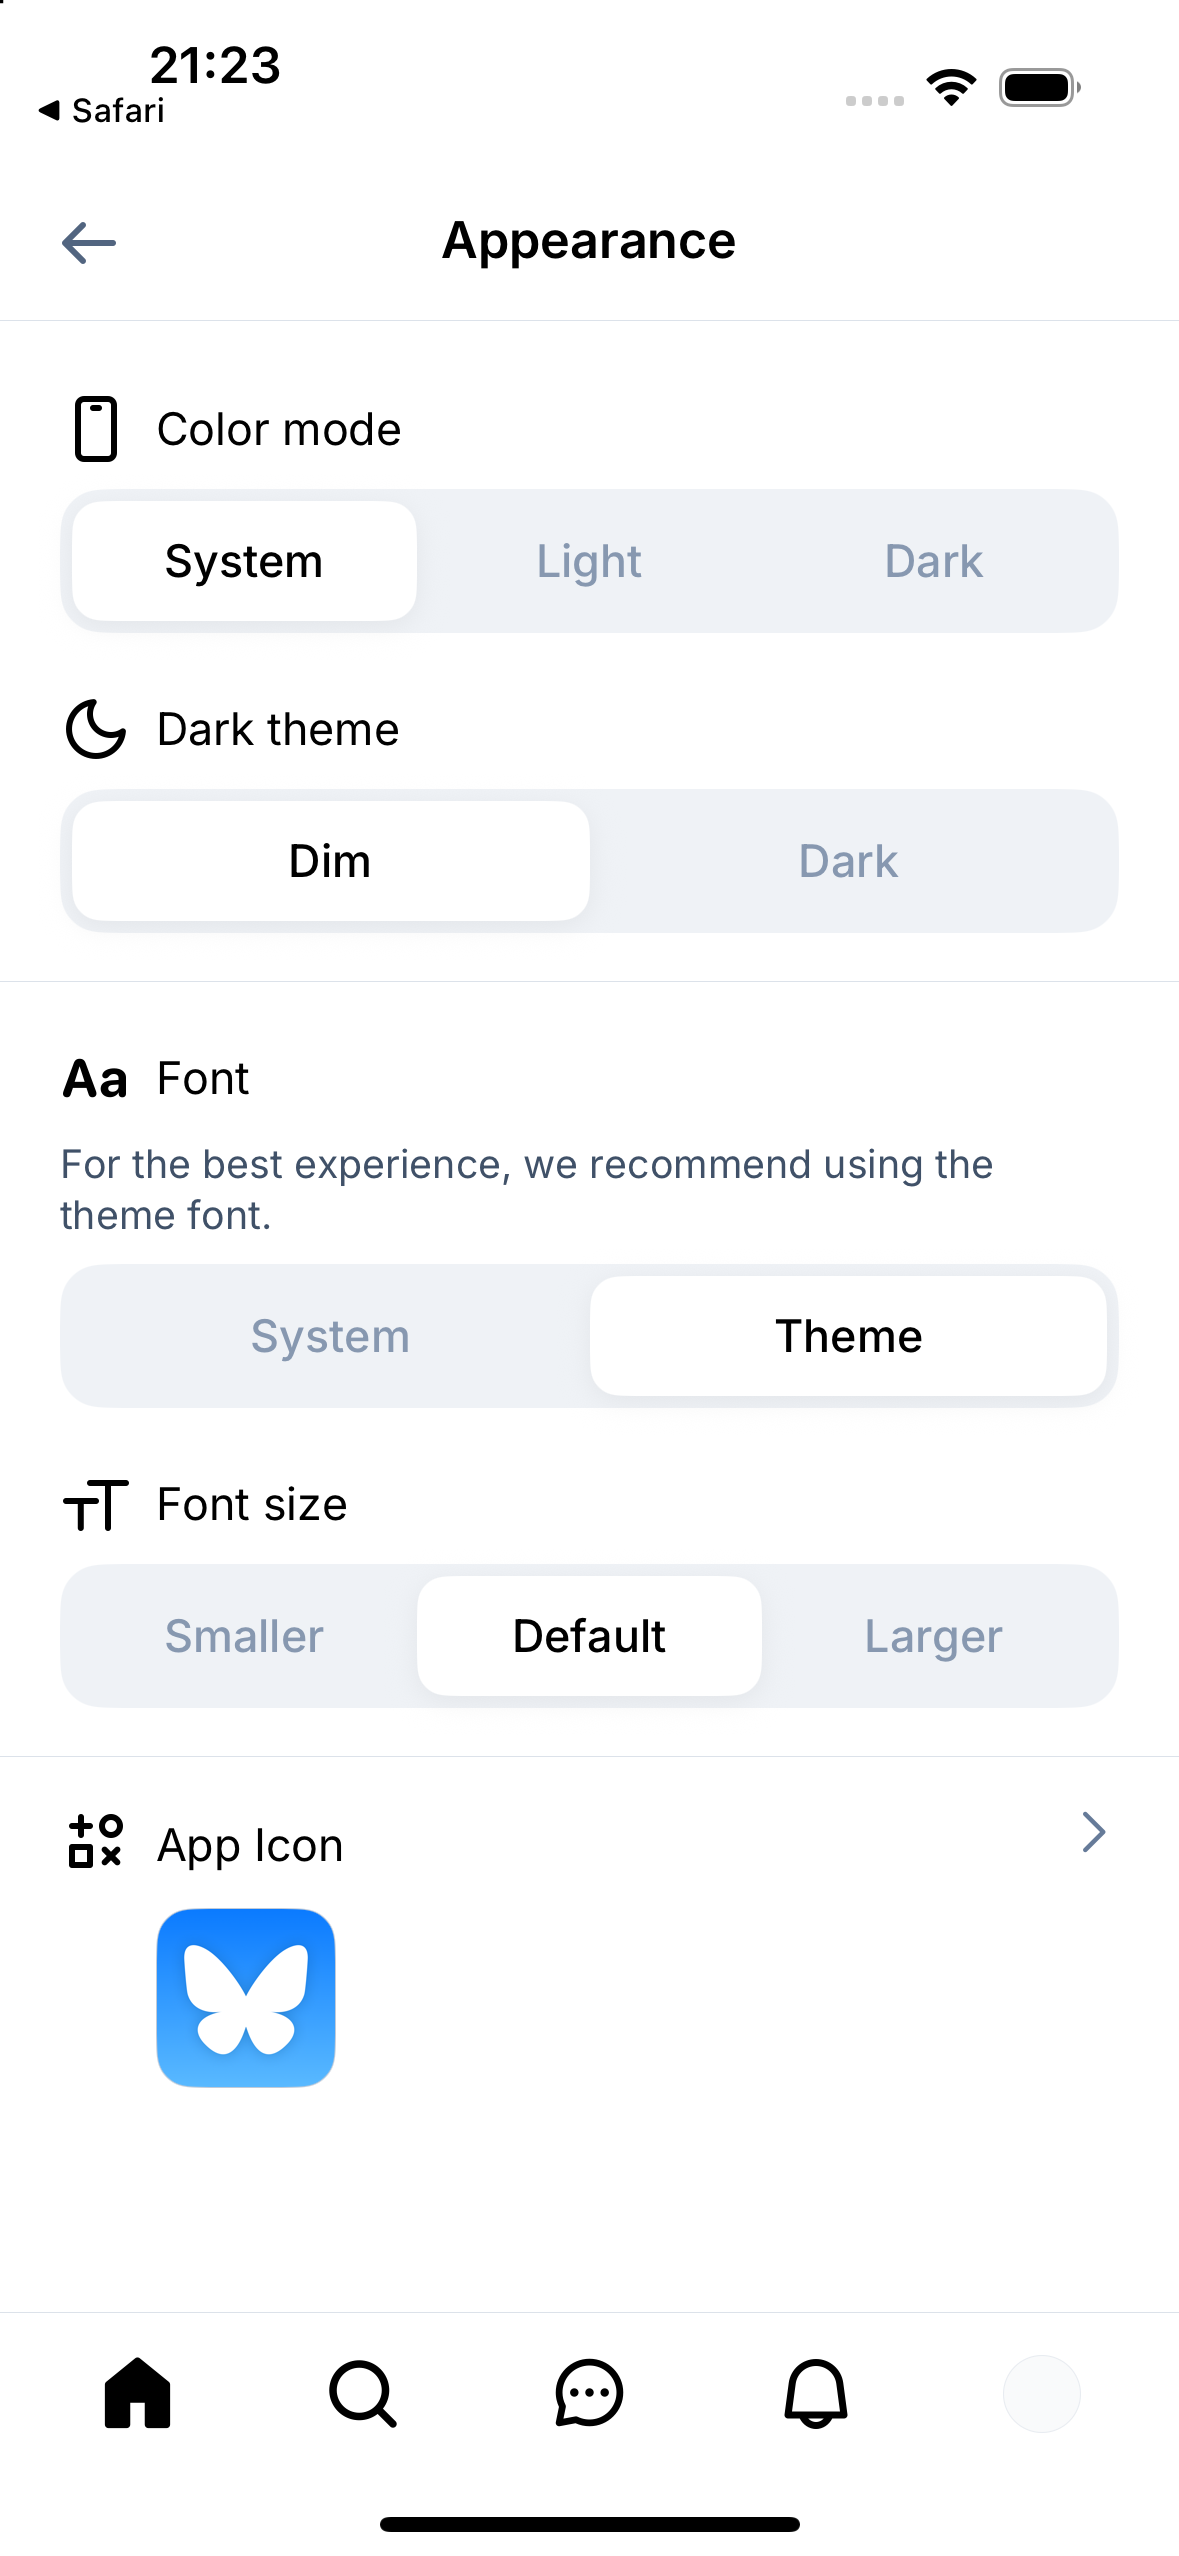 21:23
Safari
Appearance
Color mode
System Light Dark
Dark theme
Dim Dark
Aa Font
For the best experience, we recommend using the
theme font.
System Theme
Font size
Smaller Default Larger
App Icon